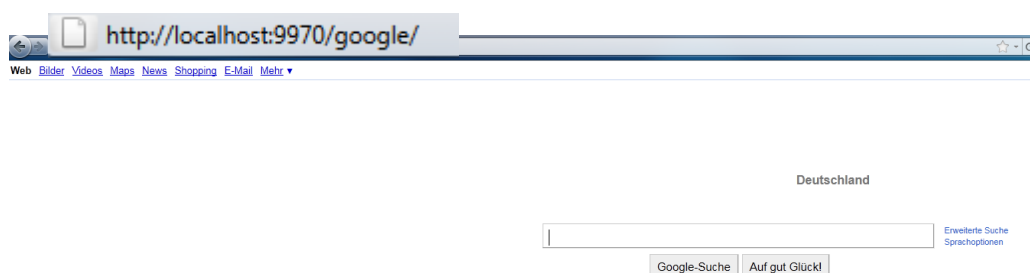 http://localhost:9970/google/
Web Bilder Videos Maps News Shopping E-Mail Mehr ▼
Deutschland
Erweiterte Suche
Sprachoptionen
Google-Suche Auf gut Glück!